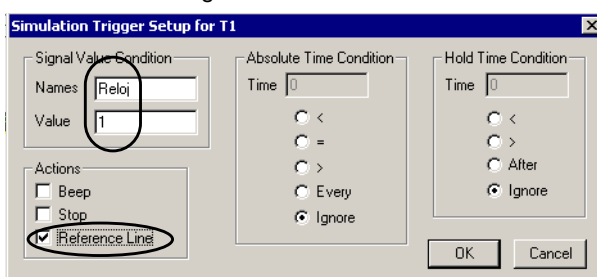 Simulation Trigger Setup for T1
Signal Value Condition
Names Reloj
Value 1
Actions
Beep
Stop
Reference Line
Absolute Time Condition
Time 0
<
=
>
Every
Ignore
Hold Time Condition
Time 0
<
>
After
Ignore
OK Cancel